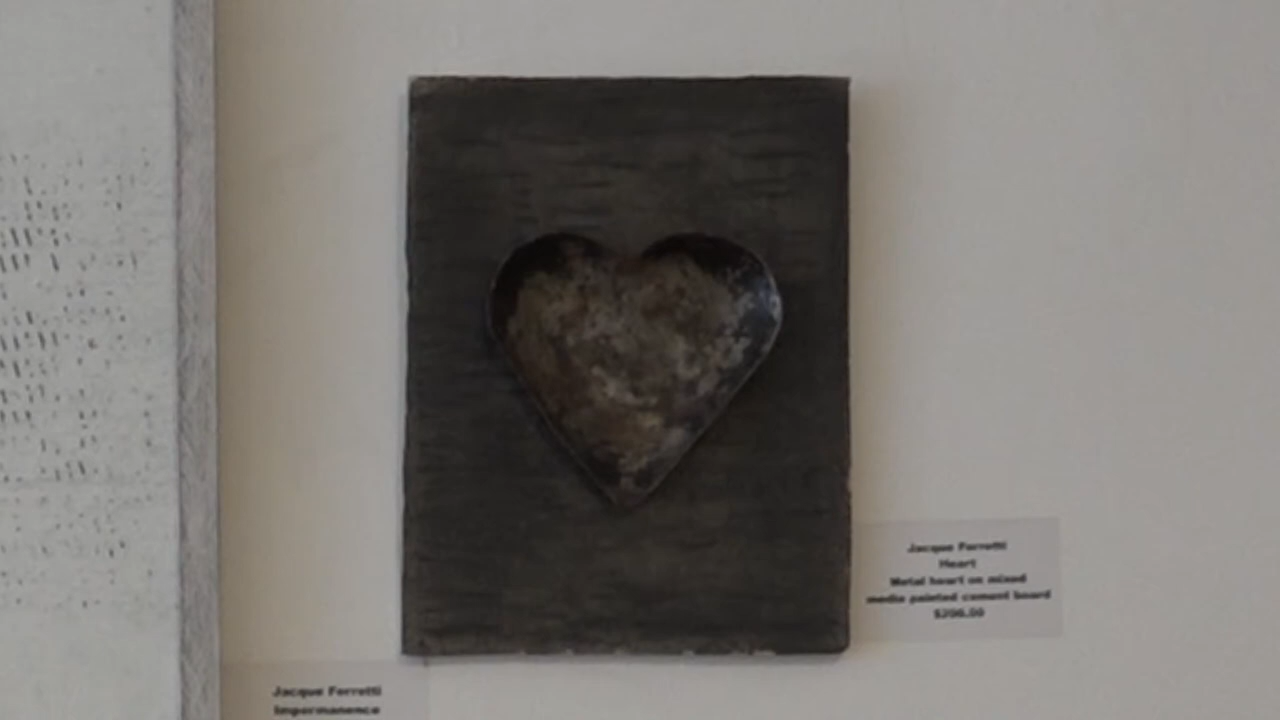 Jacque Ferretti
Heart
Metal heart on mixed
media painted cement board
$200.00
Jacque Ferretti
Impermanence